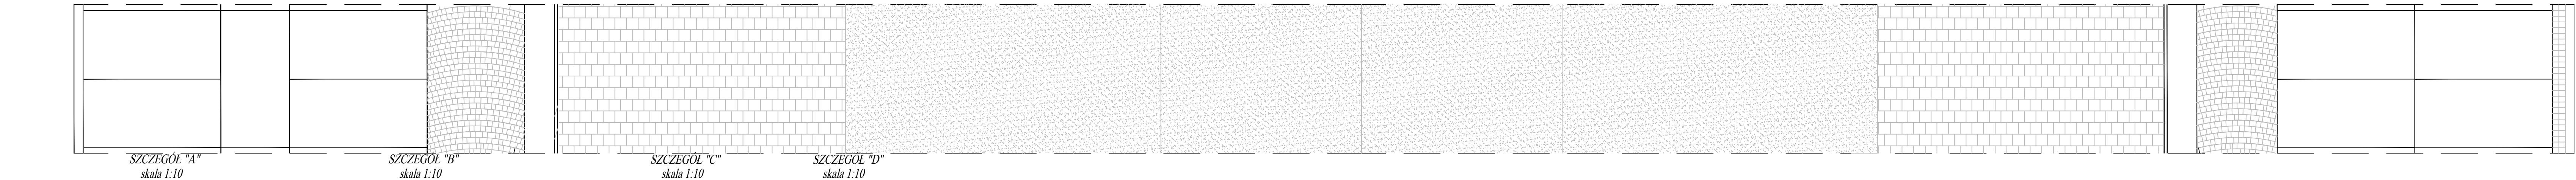 SZCZEGÓŁ "A"
skala 1:10
SZCZEGÓŁ "B"
skala 1:10
SZCZEGÓŁ "C"
skala 1:10
SZCZEGÓŁ "D"
skala 1:10